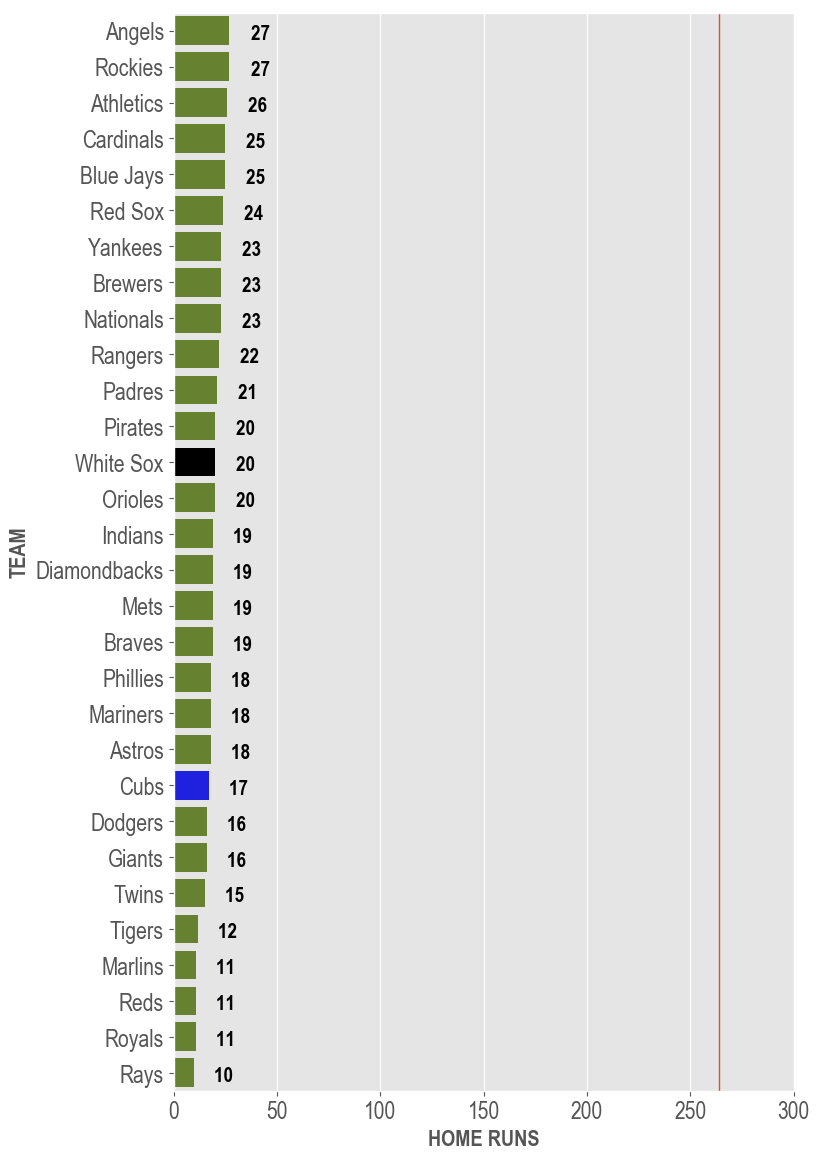 Angels 27
Rockies 27
Athletics 26
Cardinals 25
Blue Jays 25
Red Sox 24
Yankees 23
Brewers 23
Nationals 23
Rangers 22
Padres 21
Pirates 20
White Sox 20
Orioles 20
Indians 19
Diamondbacks 19
Mets 19
Braves 19
Phillies 18
Mariners 18
Astros 18
Cubs 17
Dodgers 16
Giants 16
Twins 15
Tigers 12
Marlins 11
Reds 11
Royals 11
Rays 10
TEAM
0 50 100 150 200 250 300
HOME RUNS